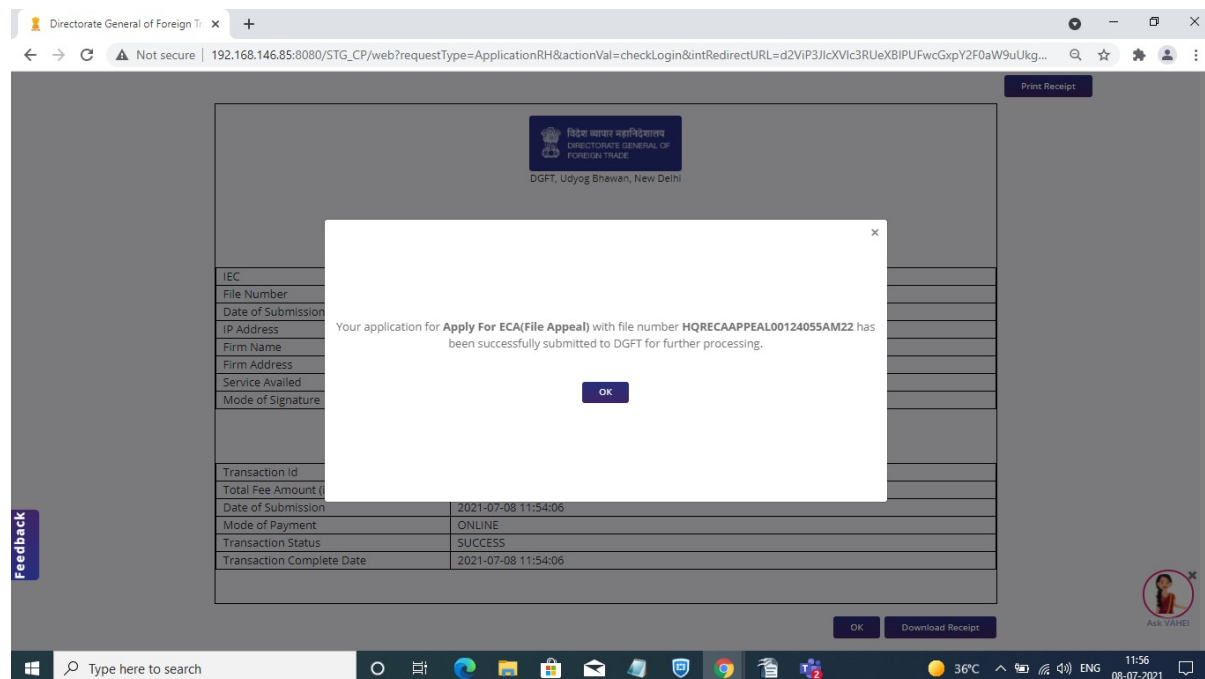 Directorate General of Foreign Tr
Not secure | 192.168.146.85:8080/STG_CP/web?requestType=ApplicationRH&actionVal=checkLogin&intRedirectURL=d2ViP3JlcXVlc3RUeXBlPUFwcGxpY2F0aW9uUkg...
Print Receipt
विदेश व्यापार महानिदेशालय
DIRECTORATE GENERAL OF
FOREIGN TRADE
DGFT, Udyog Bhawan, New Delhi
IEC
File Number
Date of Submission
IP Address
Firm Name
Firm Address
Service Availed
Mode of Signature
Your application for Apply For ECA(File Appeal) with file number HQRECAAPPEAL00124055AM22 has
been successfully submitted to DGFT for further processing.
OK
Transaction Id
Total Fee Amount (i
Date of Submission 2021-07-08 11:54:06
Mode of Payment ONLINE
Transaction Status SUCCESS
Transaction Complete Date 2021-07-08 11:54:06
Feedback
OK Download Receipt
Ask VAHEI
Type here to search
36°C ENG
11:56
08-07-2021